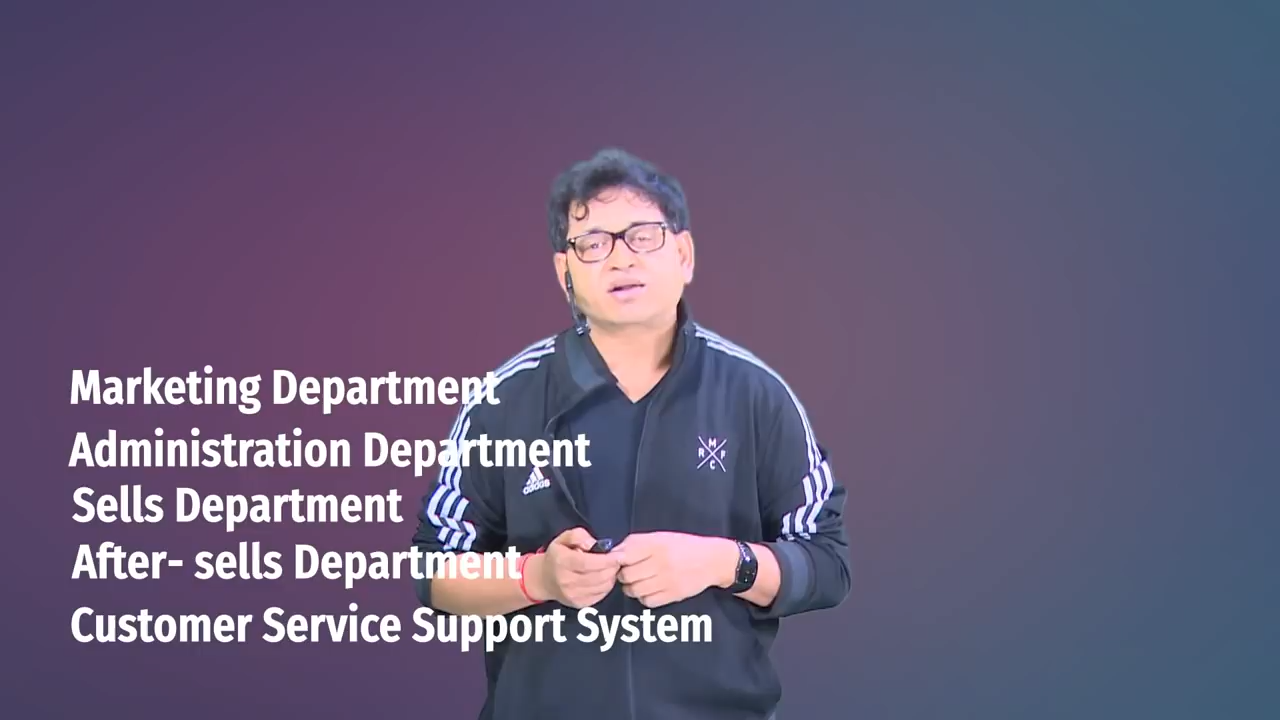 Marketing Department
Administration Department
Sells Department
After- sells Department
Customer Service Support System
adidas
M
R F
C